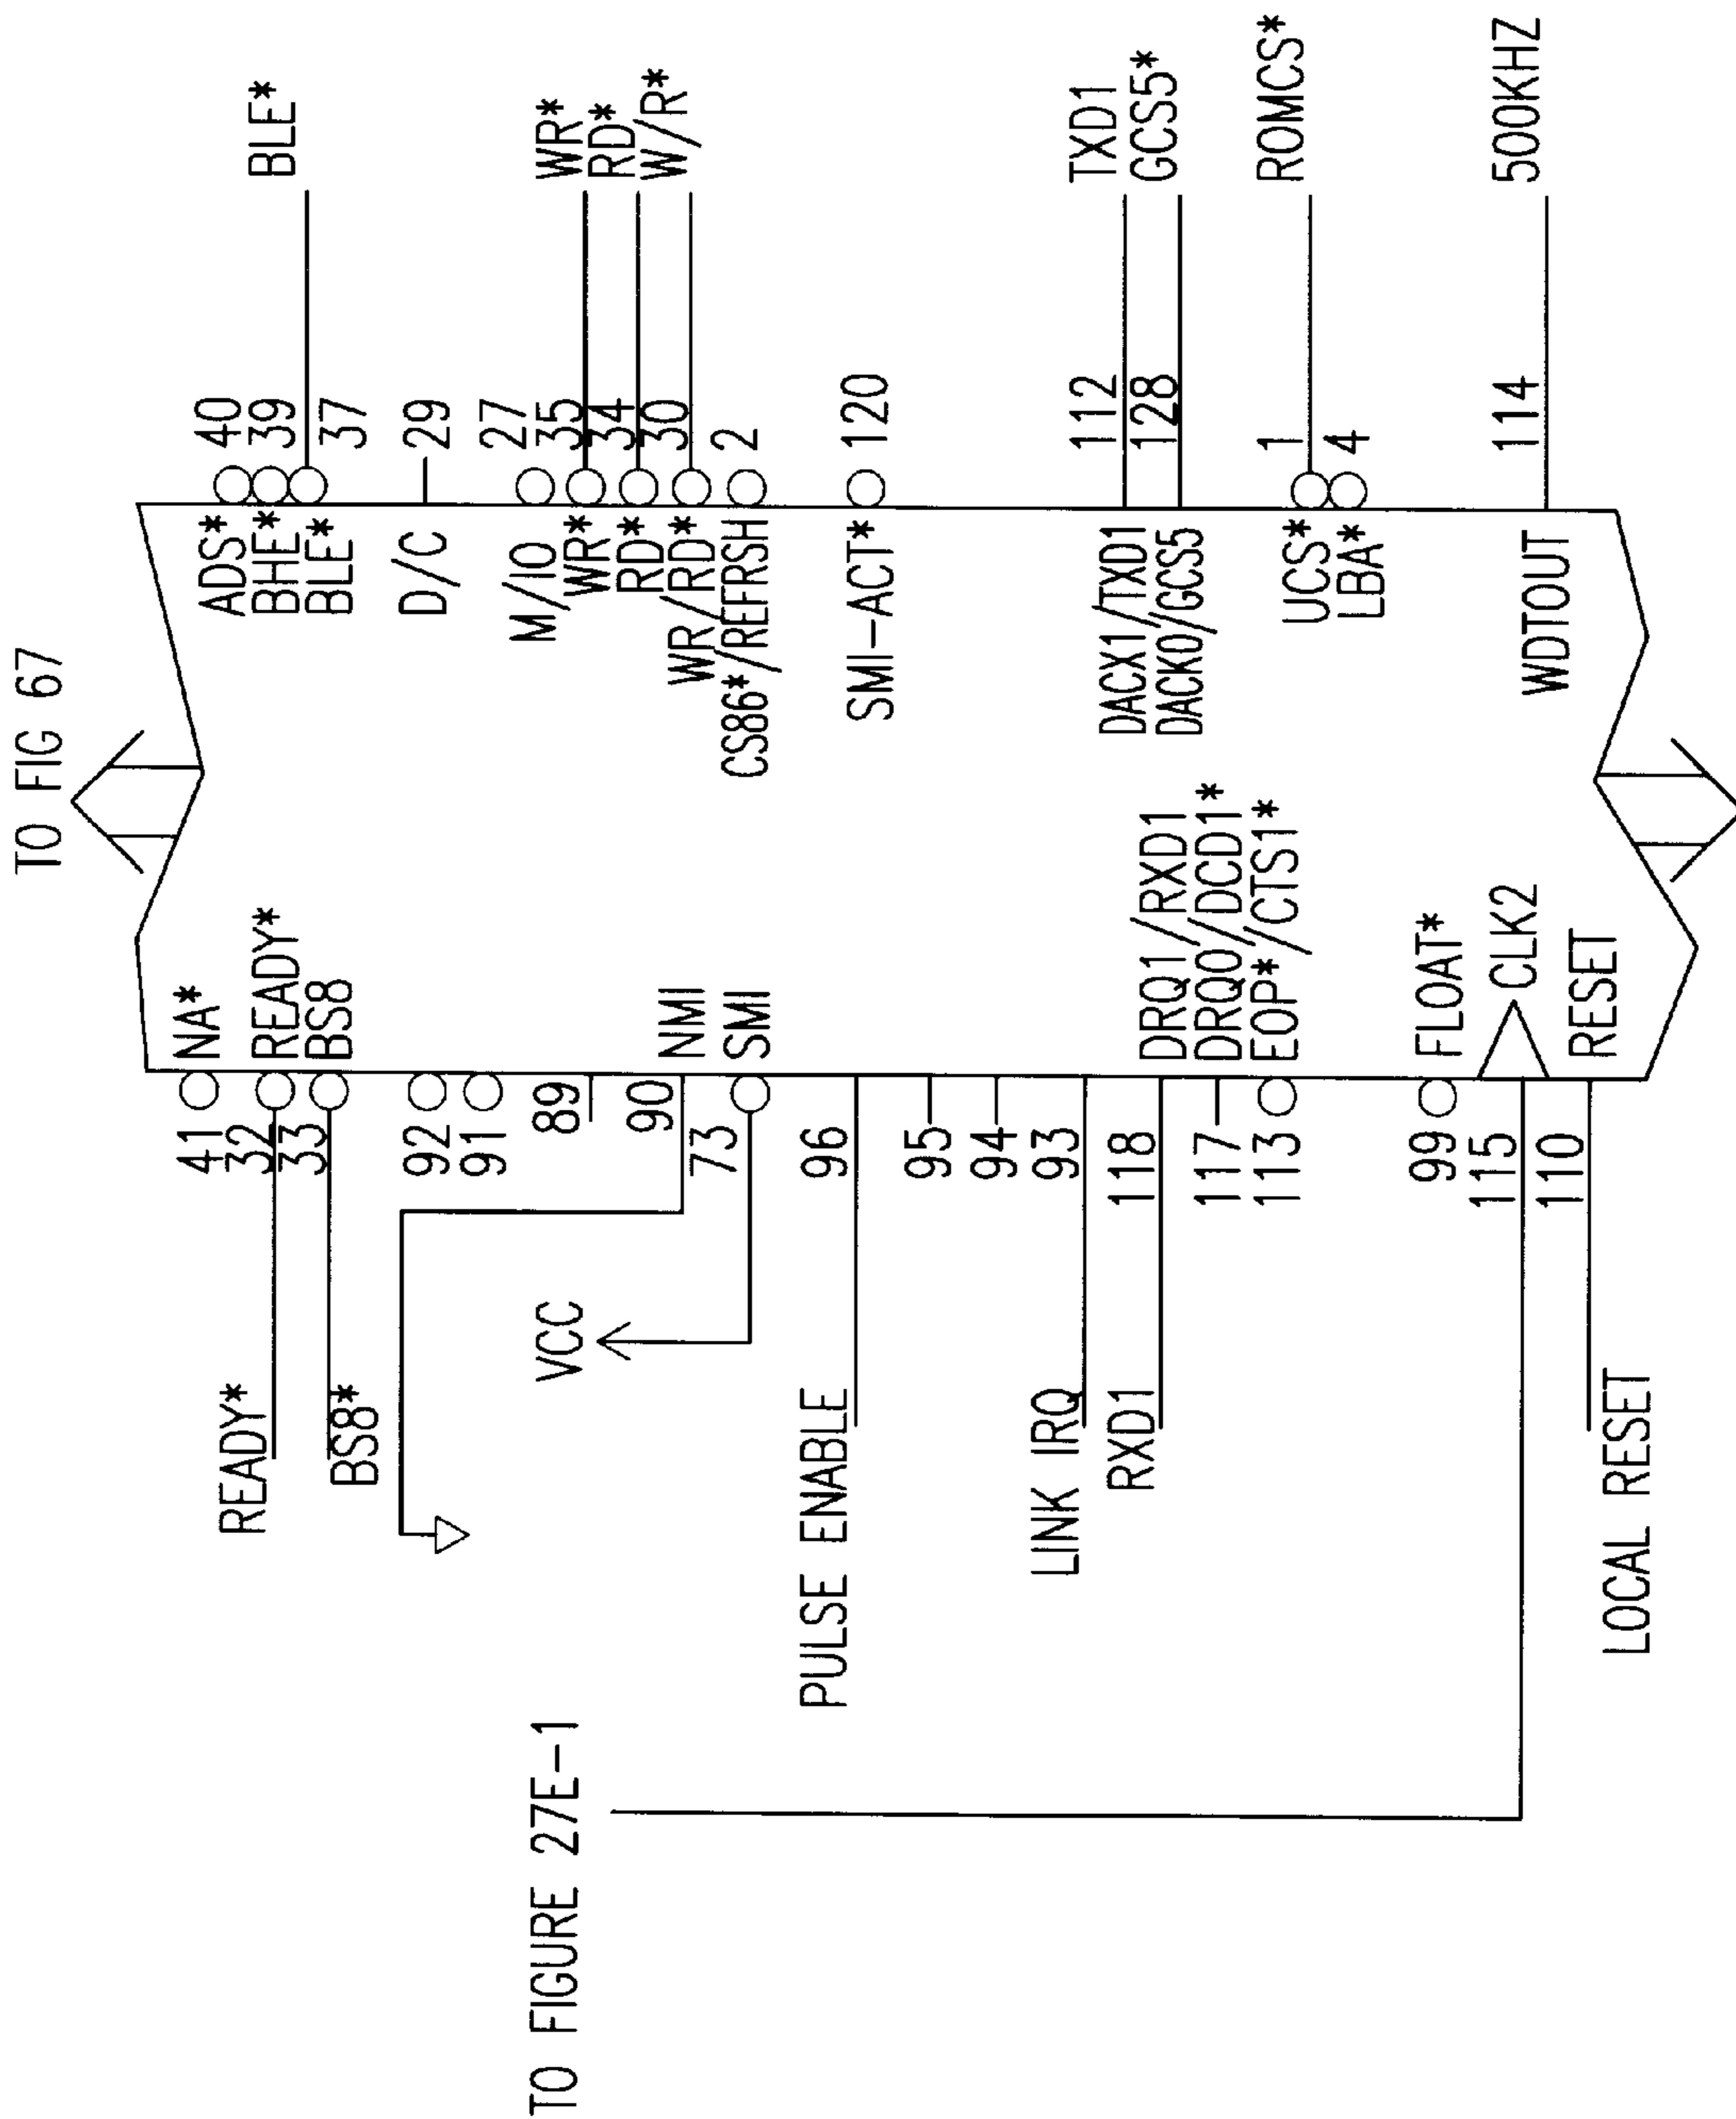 TO FIG 67
READY*
BS8*
VCC
TO FIGURE 27E-1
PULSE ENABLE
LINK IRQ
RXD1
LOCAL RESET
41
32
33
92
91
89
90
73
96
95
94
93
118
117
113
99
115
110
NA*
READY*
BS8
NMI
SMI
DRQ1/RXD1
DRQ0/DCD1*
EOP*/CTS1*
FLOAT*
CLK2
RESET
ADS*
BHE*
BLE*
D/C
M/IO
WR*
RD*
WR/RD*
CS86*/REFRSH
SMI-ACT*
DACX1/TXD1
DACK0/GCS5
UCS*
LBA*
WDTOUT
40
39
37
29
27
35
34
30
2
120
112
128
1
4
114
BLE*
WR*
RD*
W/R*
TXD1
GCS5*
ROMCS*
500KHZ